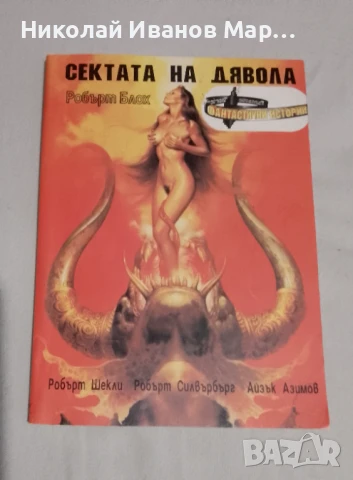 Николай Иванов Мар...
СЕКТАТА НА ДЯВОЛА
Робърт Блох
ФАНТАСТИЧНИ ИСТОРИИ
Робърт Шекли Робърт Силвърбърг Айзък Азимов
BAZAR